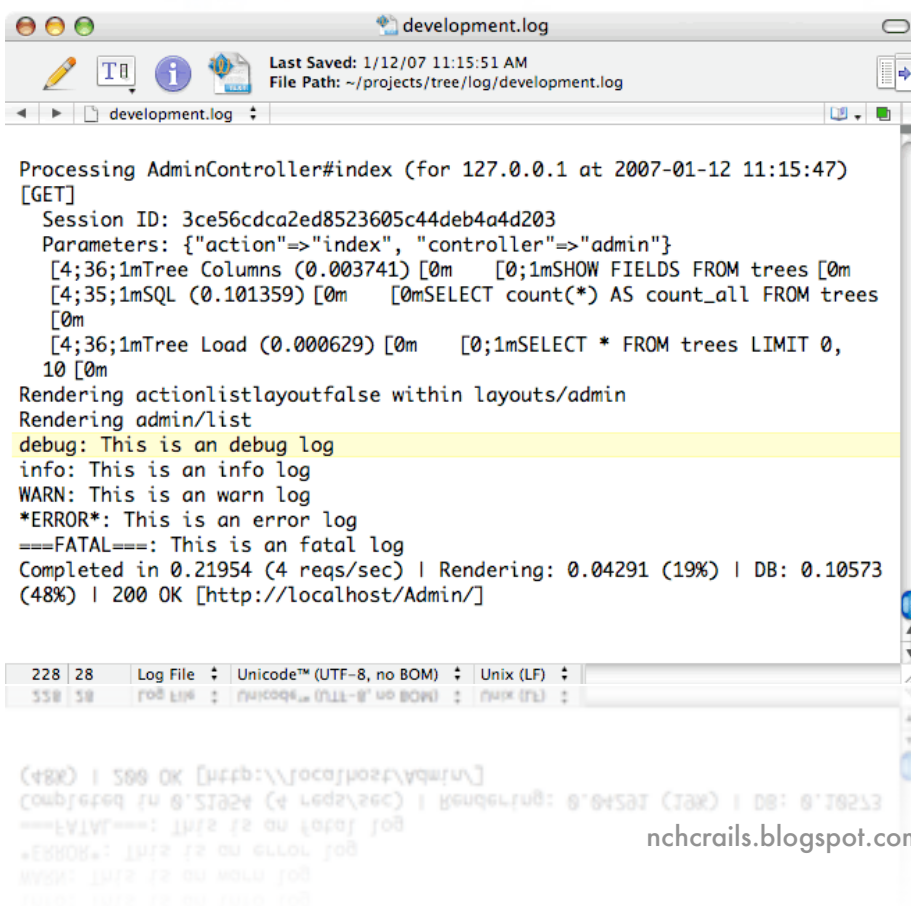 development.log
Last Saved: 1/12/07 11:15:51 AM
File Path: ~/projects/tree/log/development.log
development.log
Processing AdminController#index (for 127.0.0.1 at 2007-01-12 11:15:47)
[GET]
Session ID: 3ce56cdca2ed8523605c44deb4a4d203
Parameters: {"action"=>"index", "controller"=>"admin"}
[4;36;1mTree Columns (0.003741)[0m [0;1mSHOW FIELDS FROM trees[0m
[4;35;1mSQL (0.101359)[0m [0mSELECT count(*) AS count_all FROM trees
[0m
[4;36;1mTree Load (0.000629)[0m [0;1mSELECT * FROM trees LIMIT 0,
10[0m
Rendering actionlistlayoutfalse within layouts/admin
Rendering admin/list
debug: This is an debug log
info: This is an info log
WARN: This is an warn log
*ERROR*: This is an error log
===FATAL===: This is an fatal log
Completed in 0.21954 (4 reqs/sec) | Rendering: 0.04291 (19%) | DB: 0.10573
(48%) | 200 OK [http://localhost/Admin/]
228 28 Log File Unicode™ (UTF-8, no BOM) Unix (LF)
nchcrails.blogspot.com